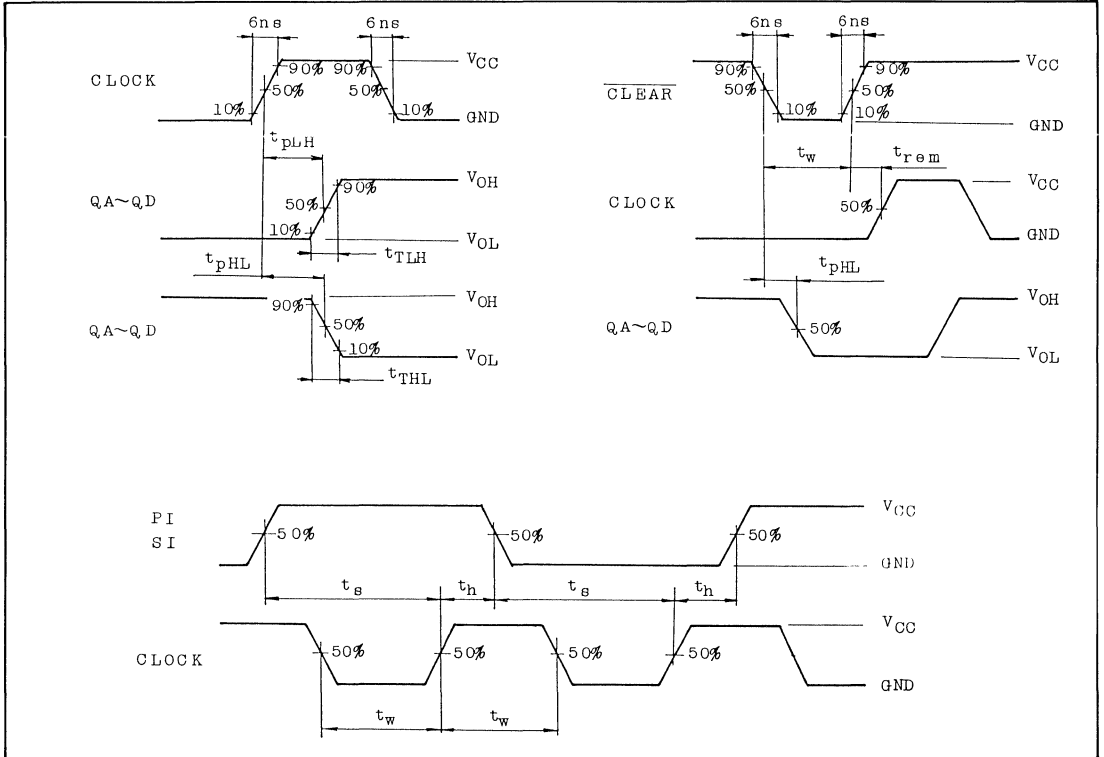 6ns 6ns
CLOCK
10% 50% 90% 90% 50% 10%
VCC
GND
tpLH
QA~QD
10% 50% 90%
VOH
VOL
tTLH
tpHL
QA~QD
90% 50% 10%
VOH
VOL
tTHL
6ns 6ns
CLEAR
90% 50% 10% 90% 50% 10%
VCC
GND
tw trem
CLOCK
50%
VCC
GND
tpHL
QA~QD
50%
VOH
VOL
PI
SI
50% 50% 50%
VCC
GND
ts th ts th
CLOCK
50% 50% 50% 50%
VCC
GND
tw tw